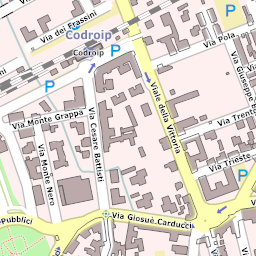 Via dei Frassini
Codroip
Codroip
P
P
P
P
Via Pola
Via Giuseppe
Viale della Vittoria
Via Monte Grappa
Via Cesare Battisti
Via Monte Nero
Via Trent
Via Trieste
Via Giosuè Carducci
Pubblici